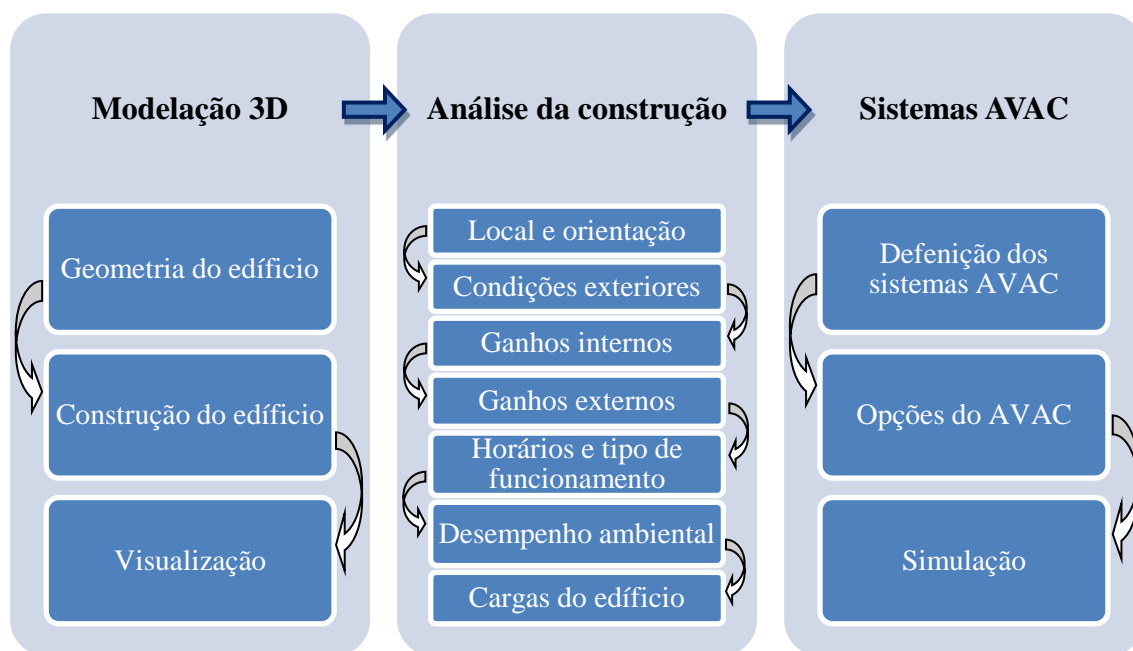 Modelação 3D
Geometria do edíficio
Construção do edíficio
Visualização
Análise da construção
Local e orientação
Condições exteriores
Ganhos internos
Ganhos externos
Horários e tipo de
funcionamento
Desempenho ambiental
Cargas do edíficio
Sistemas AVAC
Defenição dos
sistemas AVAC
Opções do AVAC
Simulação